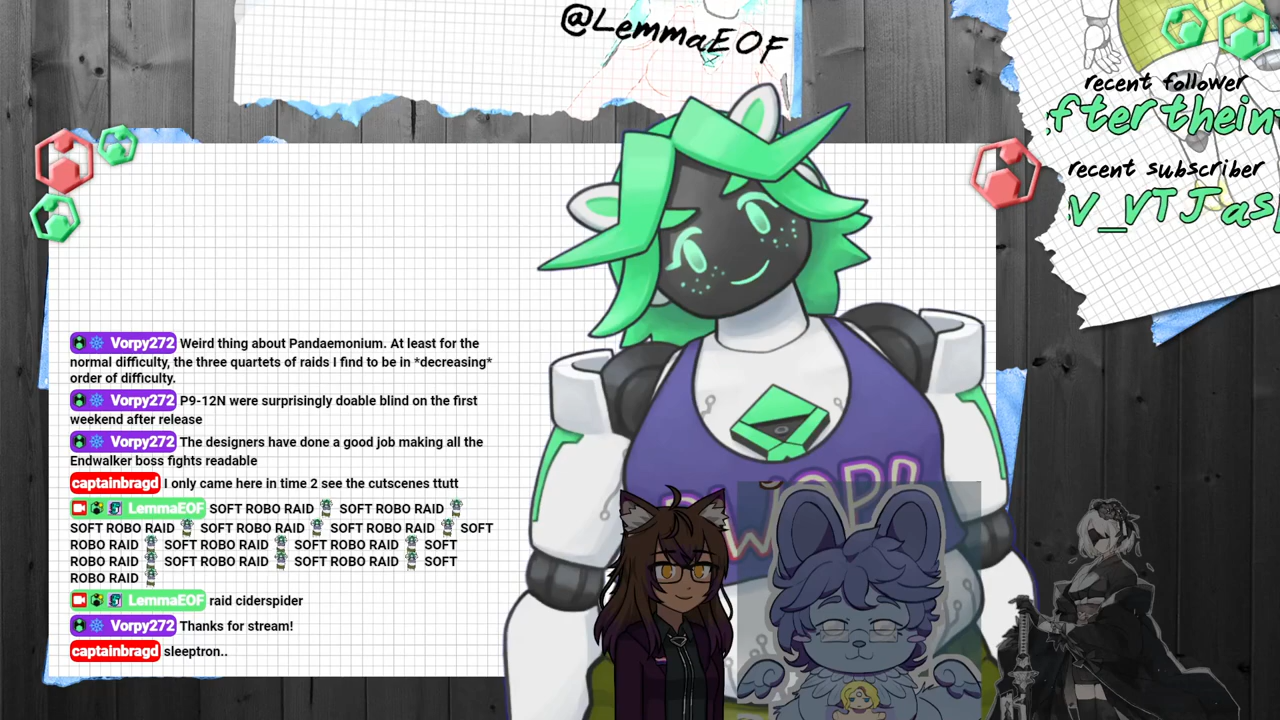 @LemmaEOF
recent follower
fterthein
recent subscriber
V_VTJas
Vorpy272 Weird thing about Pandaemonium. At least for the
normal difficulty, the three quartets of raids I find to be in *decreasing*
order of difficulty.
Vorpy272 P9-12N were surprisingly doable blind on the first
weekend after release
Vorpy272 The designers have done a good job making all the
Endwalker boss fights readable
captainbragd I only came here in time 2 see the cutscenes ttutt
LemmaEOF SOFT ROBO RAID SOFT ROBO RAID
SOFT ROBO RAID SOFT ROBO RAID SOFT ROBO RAID SOFT
ROBO RAID SOFT ROBO RAID SOFT ROBO RAID SOFT
ROBO RAID SOFT ROBO RAID SOFT ROBO RAID SOFT
ROBO RAID
LemmaEOF raid ciderspider
Vorpy272 Thanks for stream!
captainbragd sleeptron..